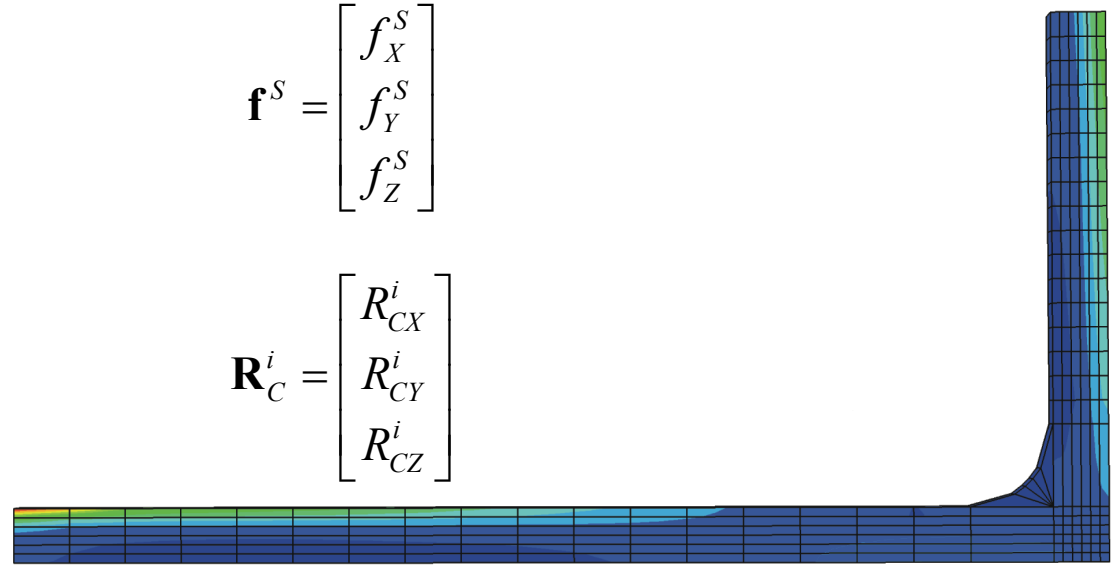 f^S = [f_X^S
f_Y^S
f_Z^S]
R_C^i = [R_CX^i
R_CY^i
R_CZ^i]